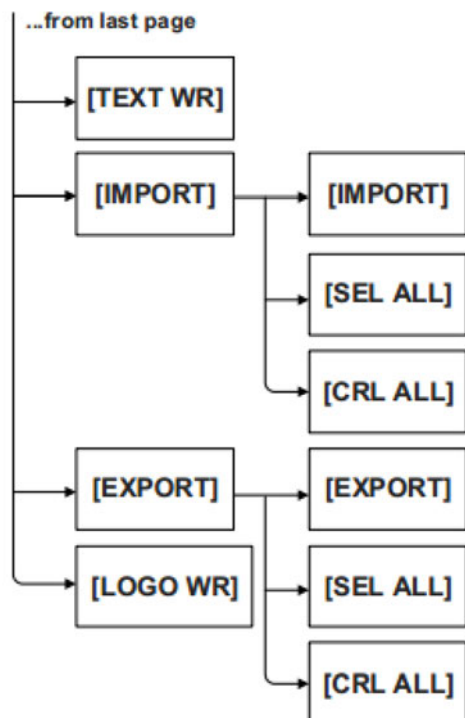 ...from last page
[TEXT WR]
[IMPORT]
[IMPORT]
[SEL ALL]
[CRL ALL]
[EXPORT]
[EXPORT]
[LOGO WR]
[SEL ALL]
[CRL ALL]